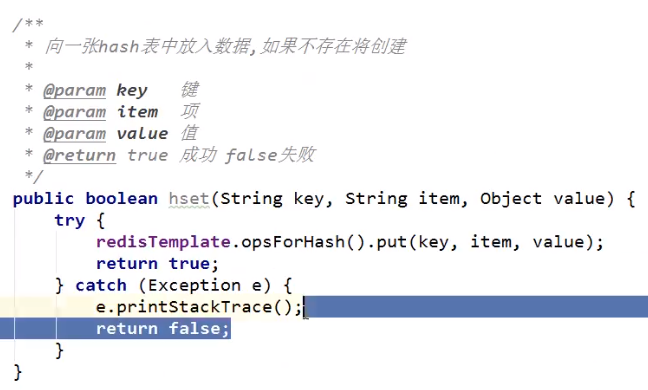 /**
 * 向一张hash表中放入数据,如果不存在将创建
 *
 * @param key   键
 * @param item  项
 * @param value 值
 * @return true 成功 false失败
 */
public boolean hset(String key, String item, Object value) {
    try {
        redisTemplate.opsForHash().put(key, item, value);
        return true;
    } catch (Exception e) {
        e.printStackTrace();
        return false;
    }
}